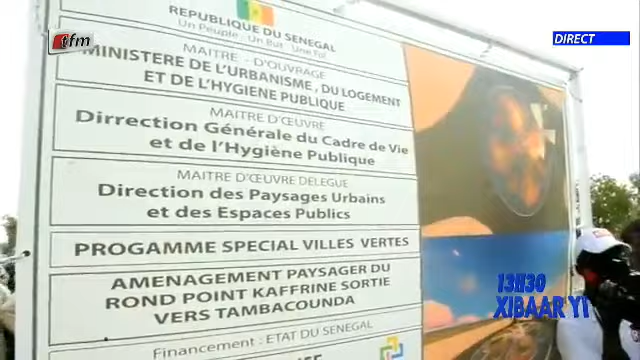 tfm
DIRECT
REPUBLIQUE DU SENEGAL
Un Peuple - Un But - Une Foi
MAITRE - D'OUVRAGE
MINISTERE DE L'URBANISME, DU LOGEMENT
ET DE L'HYGIENE PUBLIQUE
MAITRE D'ŒUVRE
Dirrection Générale du Cadre de Vie
et de l'Hygiène Publique
MAITRE D'ŒUVRE DELEGUE
Direction des Paysages Urbains
et des Espaces Publics
PROGAMME SPECIAL VILLES VERTES
AMENAGEMENT PAYSAGER DU
ROND POINT KAFFRINE SORTIE
VERS TAMBACOUNDA
Financement : ETAT DU SENEGAL
13H30
XIBAAR YI